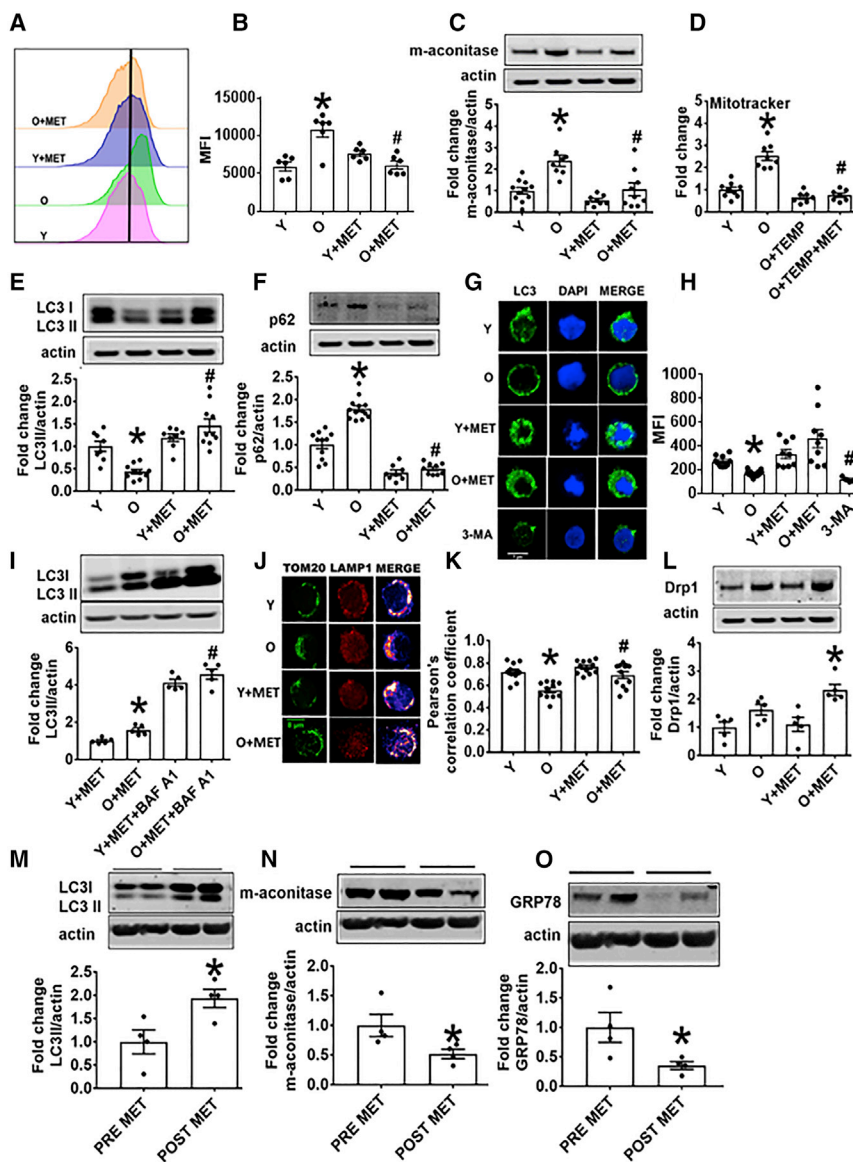 A
O+MET
Y+MET
O
Y
B
MFI
15000
10000
5000
0
*
#
Y
O
Y+MET
O+MET
C
m-aconitase
actin
Fold change
m-aconitase/actin
4
3
2
1
0
*
#
Y
O
Y+MET
O+MET
D
Mitotracker
Fold change
5
4
3
2
1
0
*
#
Y
O
O+TEMP
O+TEMP+MET
E
LC3 I
LC3 II
actin
Fold change
LC3II/actin
2.5
2.0
1.5
1.0
0.5
0.0
*
#
Y
O
Y+MET
O+MET
F
p62
actin
Fold change
p62/actin
2.5
2.0
1.5
1.0
0.5
0.0
*
#
Y
O
Y+MET
O+MET
G
LC3 DAPI MERGE
Y
O
Y+MET
O+MET
3-MA
H
MFI
1000
800
600
400
200
0
*
#
Y
O
Y+MET
O+MET
3-MA
I
LC3I
LC3 II
actin
Fold change
LC3II/actin
6
4
2
0
*
#
Y+MET
O+MET
Y+MET+BAF A1
O+MET+BAF A1
J
TOM20 LAMP1 MERGE
Y
O
Y+MET
O+MET
K
Pearson's
correlation coefficient
1.0
0.8
0.6
0.4
0.2
0.0
*
#
Y
O
Y+MET
O+MET
L
Drp1
actin
Fold change
Drp1/actin
4
3
2
1
0
*
Y
O
Y+MET
O+MET
M
LC3I
LC3 II
actin
Fold change
LC3II/actin
2.5
2.0
1.5
1.0
0.5
0.0
*
PRE MET
POST MET
N
m-aconitase
actin
Fold change
m-aconitase/actin
2.0
1.5
1.0
0.5
0.0
*
PRE MET
POST MET
O
GRP78
actin
Fold change
GRP78/actin
2.0
1.5
1.0
0.5
0.0
*
PRE MET
POST MET